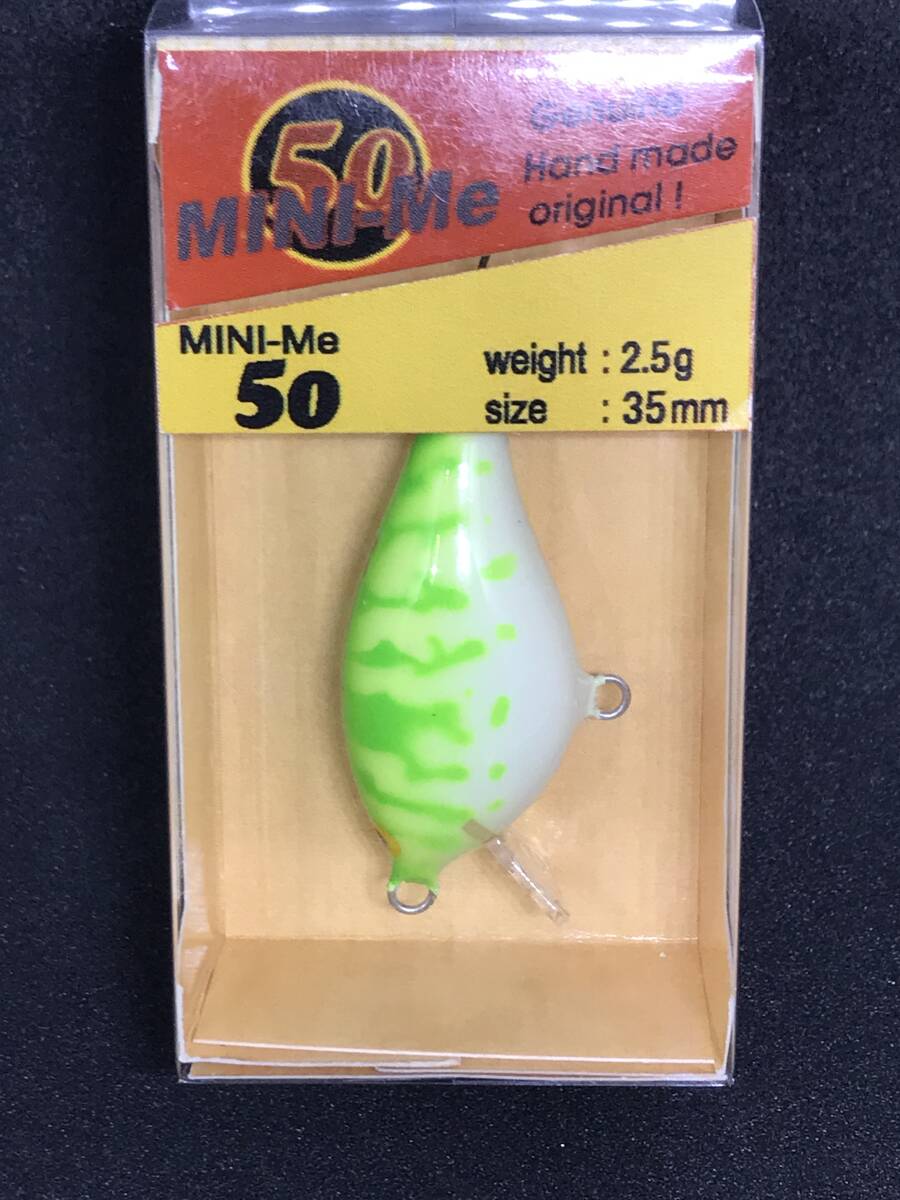 50
MINI-Me
Genuine
Hand made
original !
MINI-Me
50
weight : 2.5g
size : 35mm